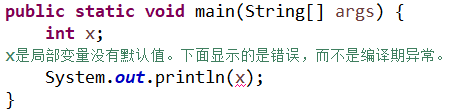 public static void main(String[] args) {
int x;
x是局部变量没有默认值。下面显示的是错误，而不是编译期异常。
System.out.println(x);
}